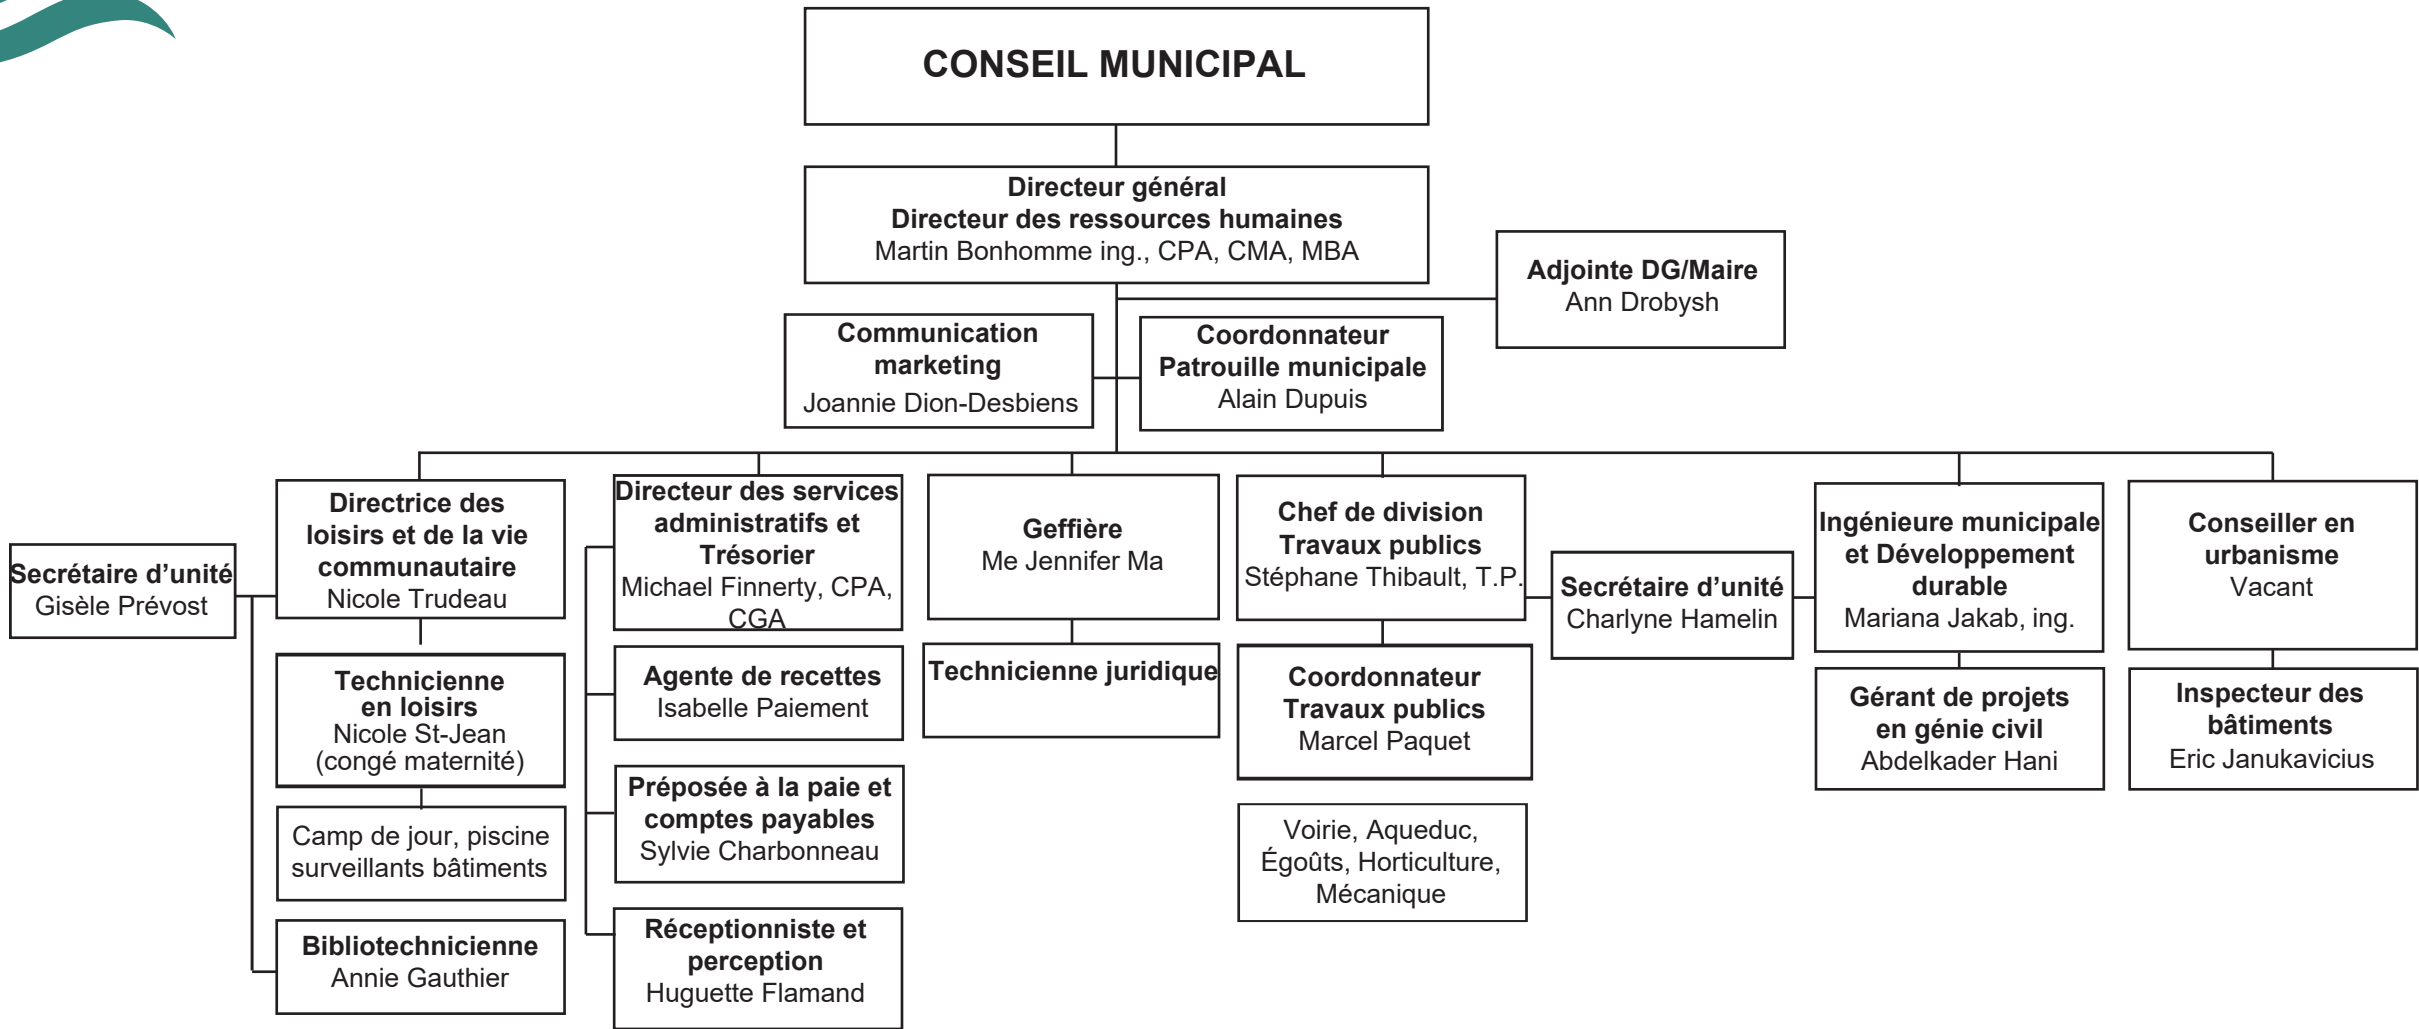 CONSEIL MUNICIPAL
Directeur général
Directeur des ressources humaines
Martin Bonhomme ing., CPA, CMA, MBA
Adjointe DG/Maire
Ann Drobysh
Communication
marketing
Joannie Dion-Desbiens
Coordonnateur
Patrouille municipale
Alain Dupuis
Secrétaire d’unité
Gisèle Prévost
Directrice des
loisirs et de la vie
communautaire
Nicole Trudeau
Technicienne
en loisirs
Nicole St-Jean
(congé maternité)
Camp de jour, piscine
surveillants bâtiments
Bibliotechnicienne
Annie Gauthier
Directeur des services
administratifs et
Trésorier
Michael Finnerty, CPA,
CGA
Agente de recettes
Isabelle Paiement
Préposée à la paie et
comptes payables
Sylvie Charbonneau
Réceptionniste et
perception
Huguette Flamand
Geffière
Me Jennifer Ma
Technicienne juridique
Chef de division
Travaux publics
Stéphane Thibault, T.P.
Coordonnateur
Travaux publics
Marcel Paquet
Voirie, Aqueduc,
Égoûts, Horticulture,
Mécanique
Secrétaire d’unité
Charlyne Hamelin
Ingénieure municipale
et Développement
durable
Mariana Jakab, ing.
Gérant de projets
en génie civil
Abdelkader Hani
Conseiller en
urbanisme
Vacant
Inspecteur des
bâtiments
Eric Janukavicius